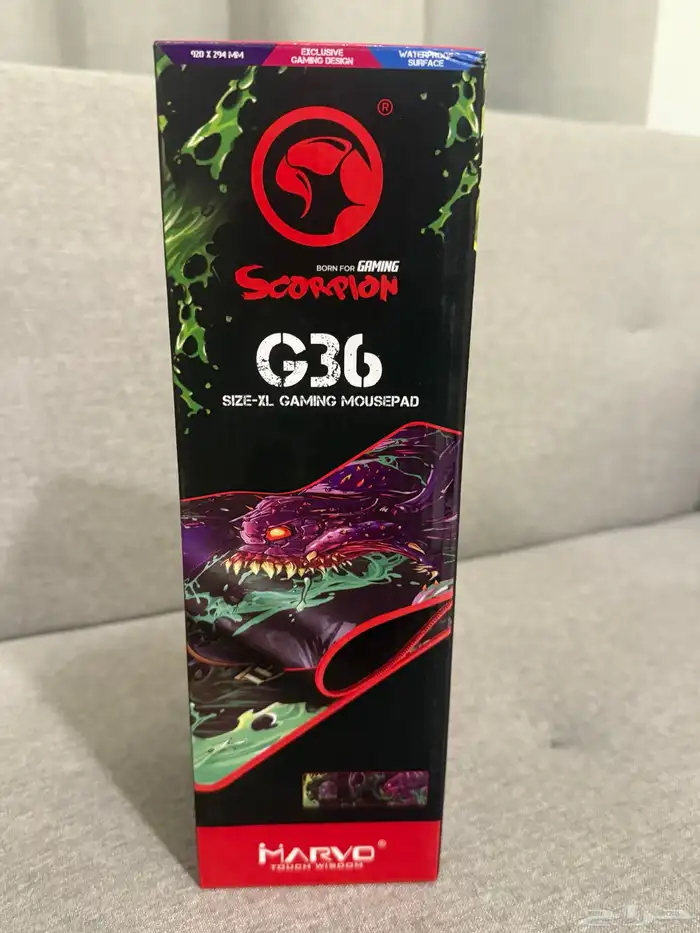 920 X 294 MM
EXCLUSIVE
GAMING DESIGN
WATERPROOF
SURFACE
®
BORN FOR GAMING
SCORPION
G36
SIZE-XL GAMING MOUSEPAD
MARVO®
TOUCH WISDOM
حراج